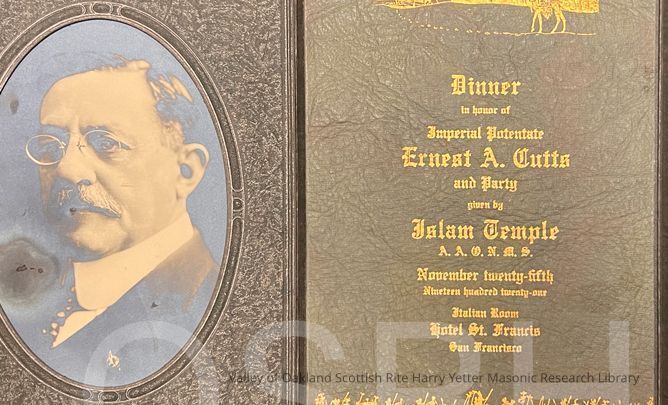 Dinner
in honor of
Imperial Potentate
Ernest A. Cutts
and Party
given by
Islam Temple
A. A. O. N. M. S.
November twenty-fifth
Nineteen hundred twenty-one
Italian Room
Hotel St. Francis
San Francisco
Valley of Oakland Scottish Rite Harry Yetter Masonic Research Library